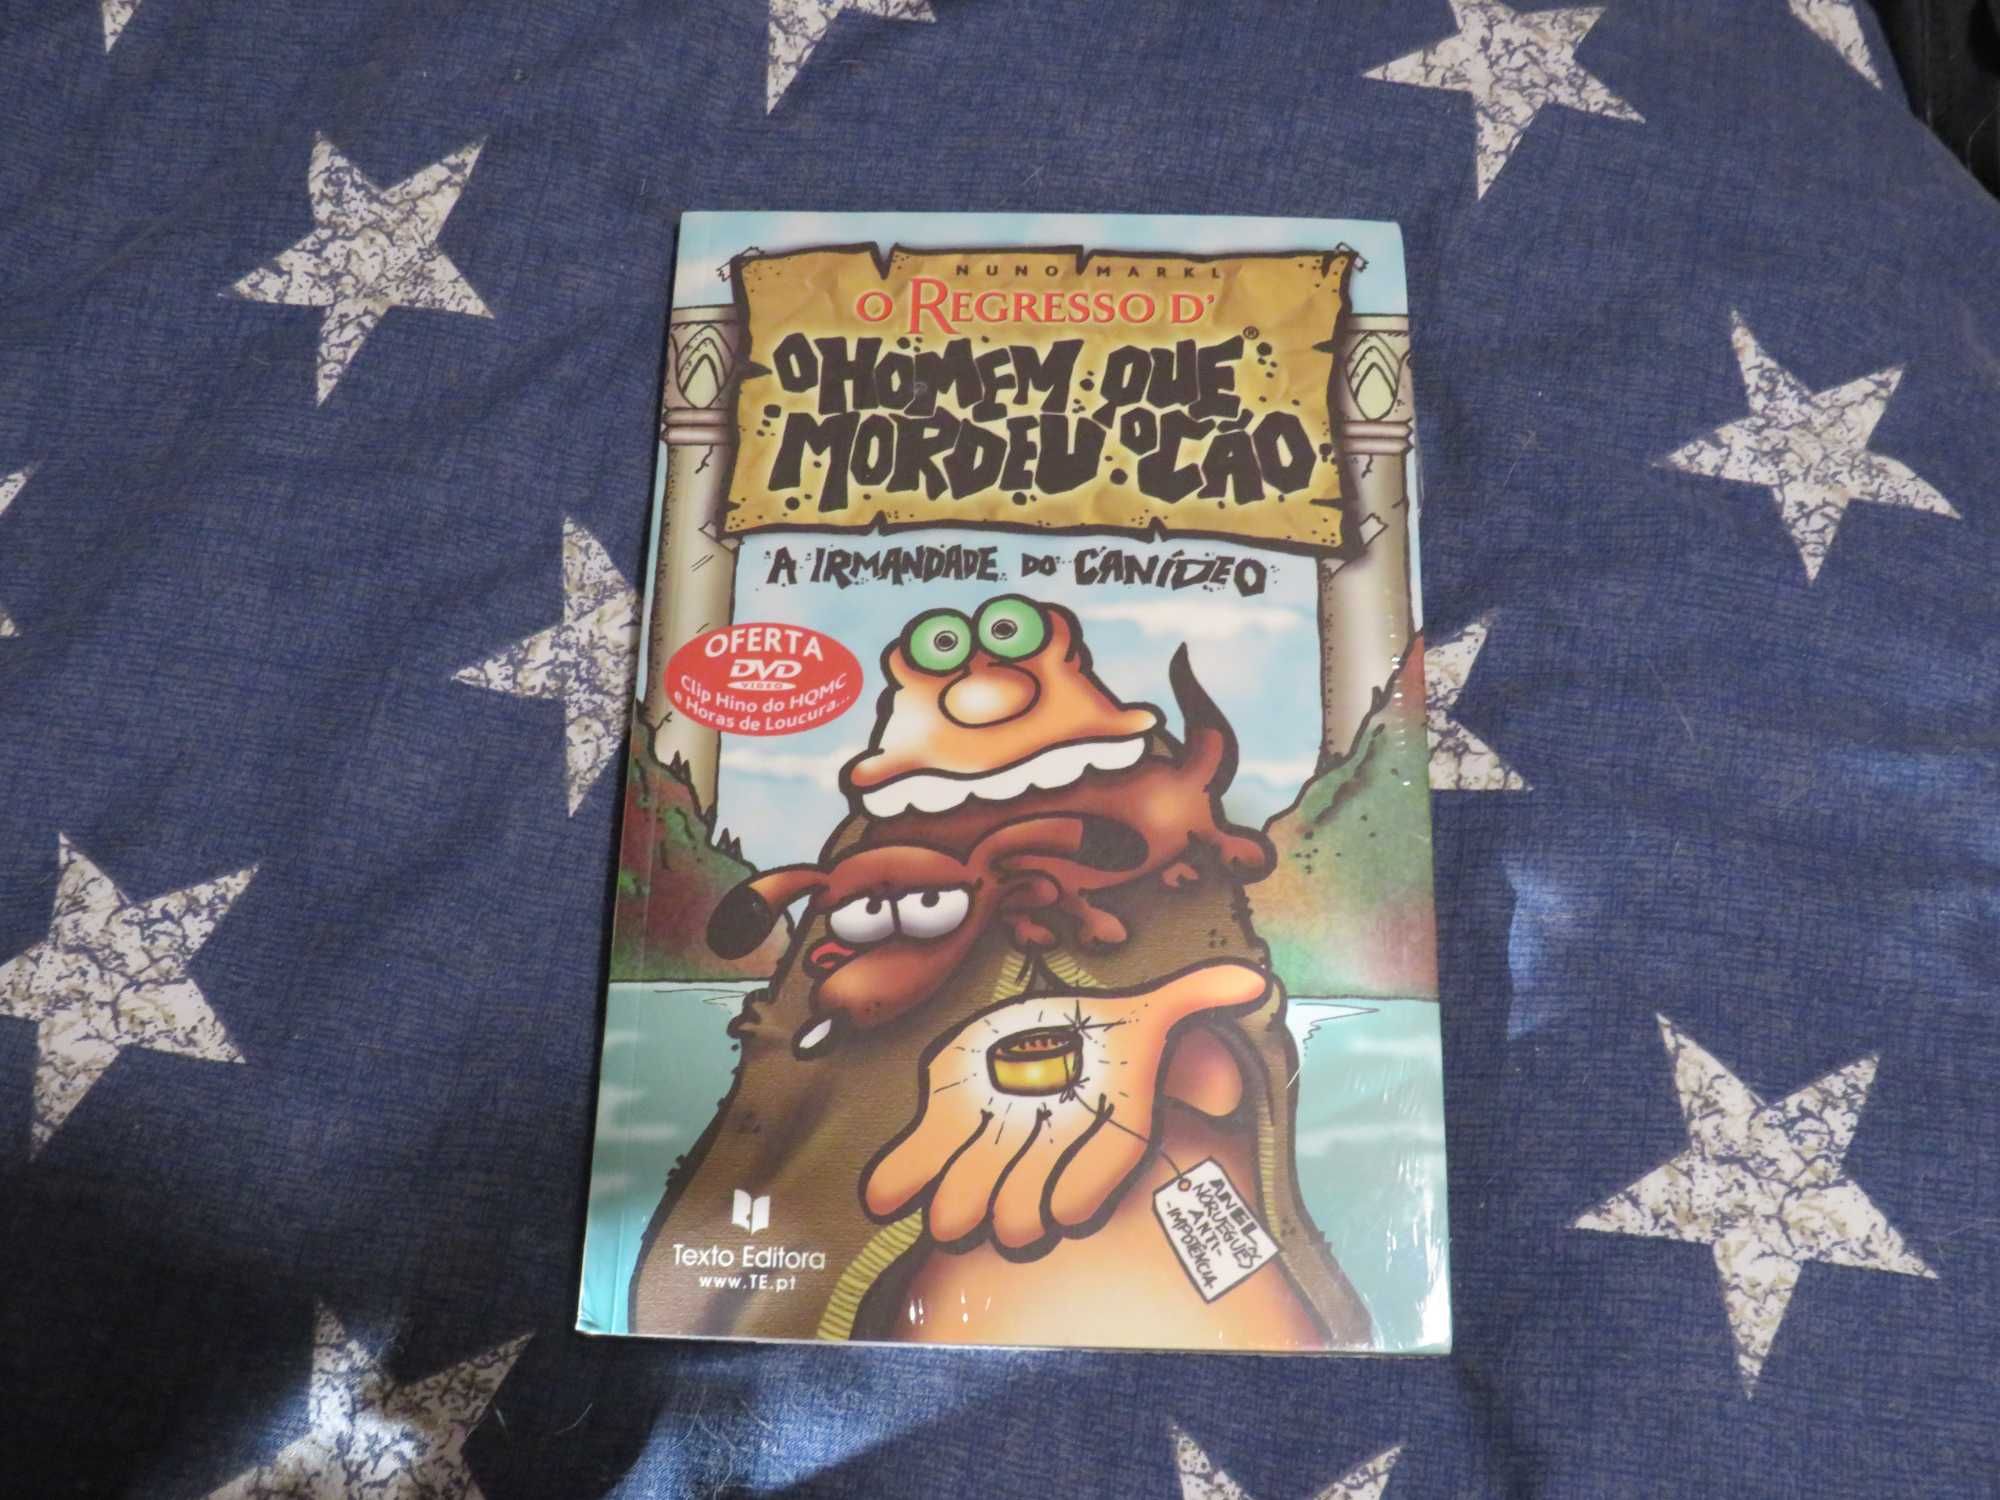 NUNO MARKL
O REGRESSO D'
O HOMEM QUE®
MORDEU O CÃO
A IRMANDADE DO CANÍDEO
OFERTA
DVD
VIDEO
Clip Hino do HQMC
e Horas de Loucura...
ANEL
NORUEGUÊS
ANTI-
-IMPOTÊNCIA
Texto Editora
www.TE.pt